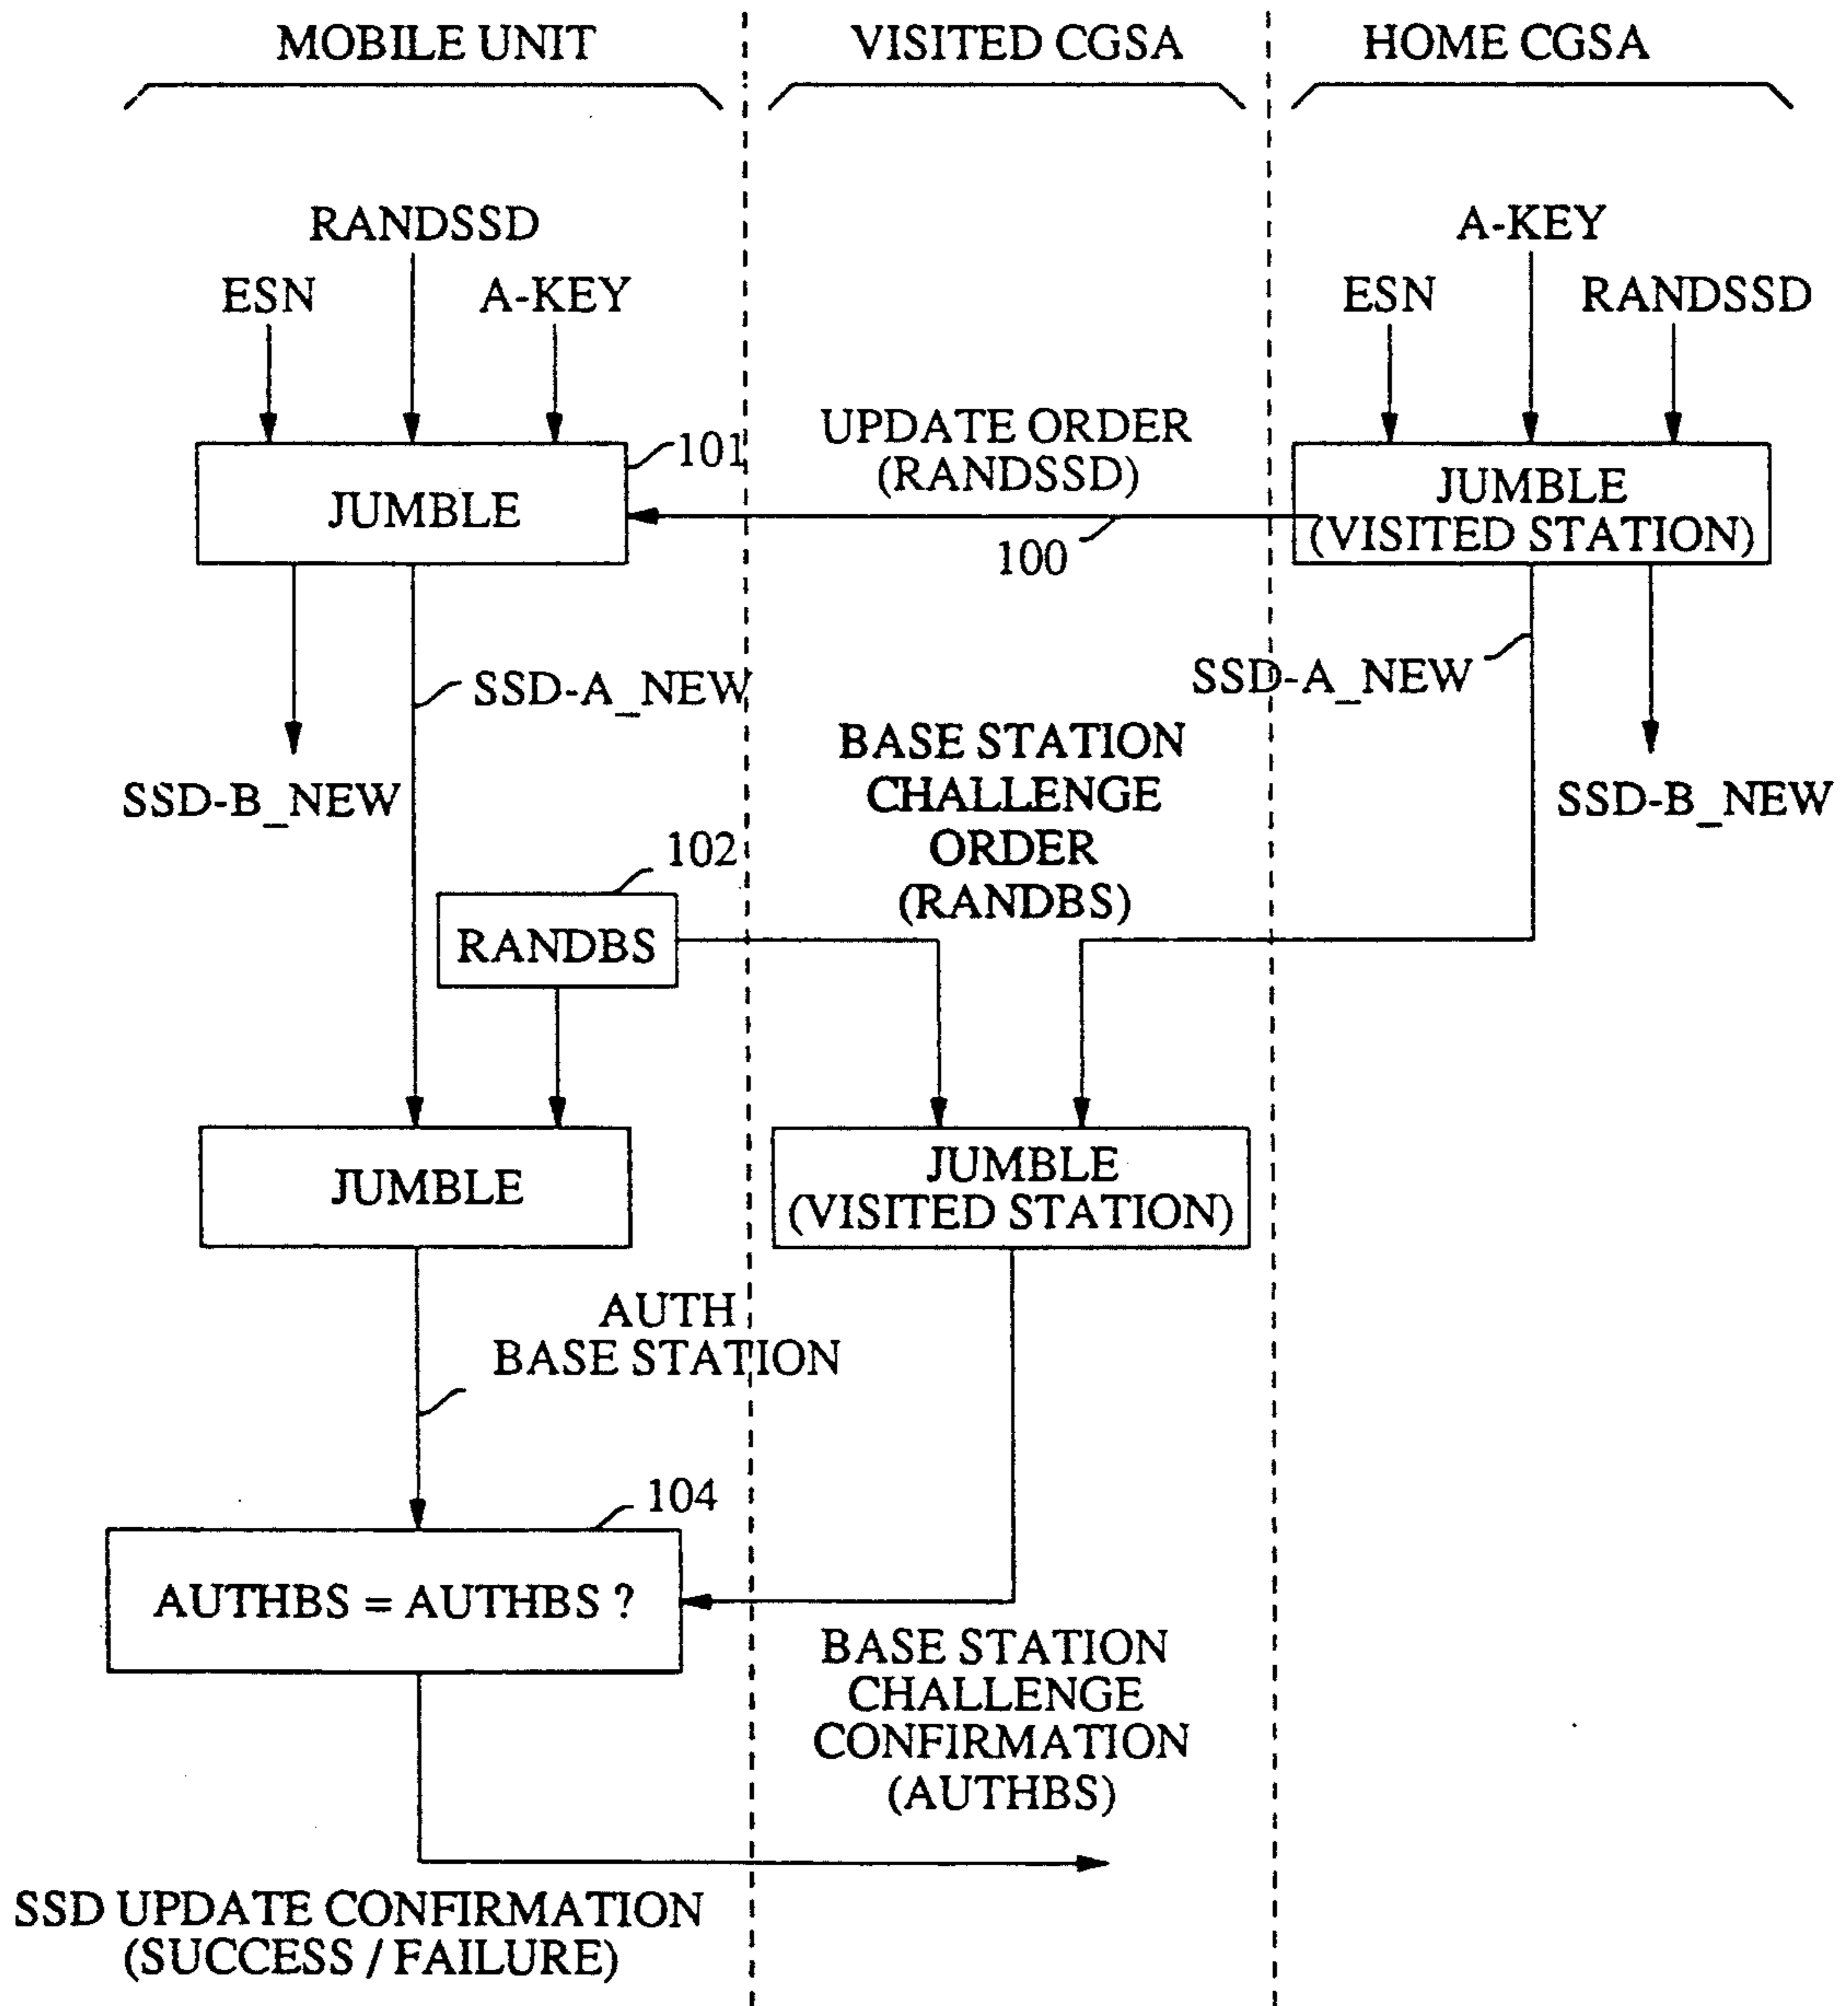 MOBILE UNIT
VISITED CGSA
HOME CGSA
RANDSSD
ESN
A-KEY
A-KEY
ESN
RANDSSD
101
JUMBLE
UPDATE ORDER
(RANDSSD)
100
JUMBLE
(VISITED STATION)
SSD-A_NEW
SSD-B_NEW
SSD-A_NEW
SSD-B_NEW
BASE STATION
CHALLENGE
ORDER
(RANDBS)
102
RANDBS
JUMBLE
JUMBLE
(VISITED STATION)
AUTH
BASE STATION
104
AUTHBS = AUTHBS ?
BASE STATION
CHALLENGE
CONFIRMATION
(AUTHBS)
SSD UPDATE CONFIRMATION
(SUCCESS / FAILURE)